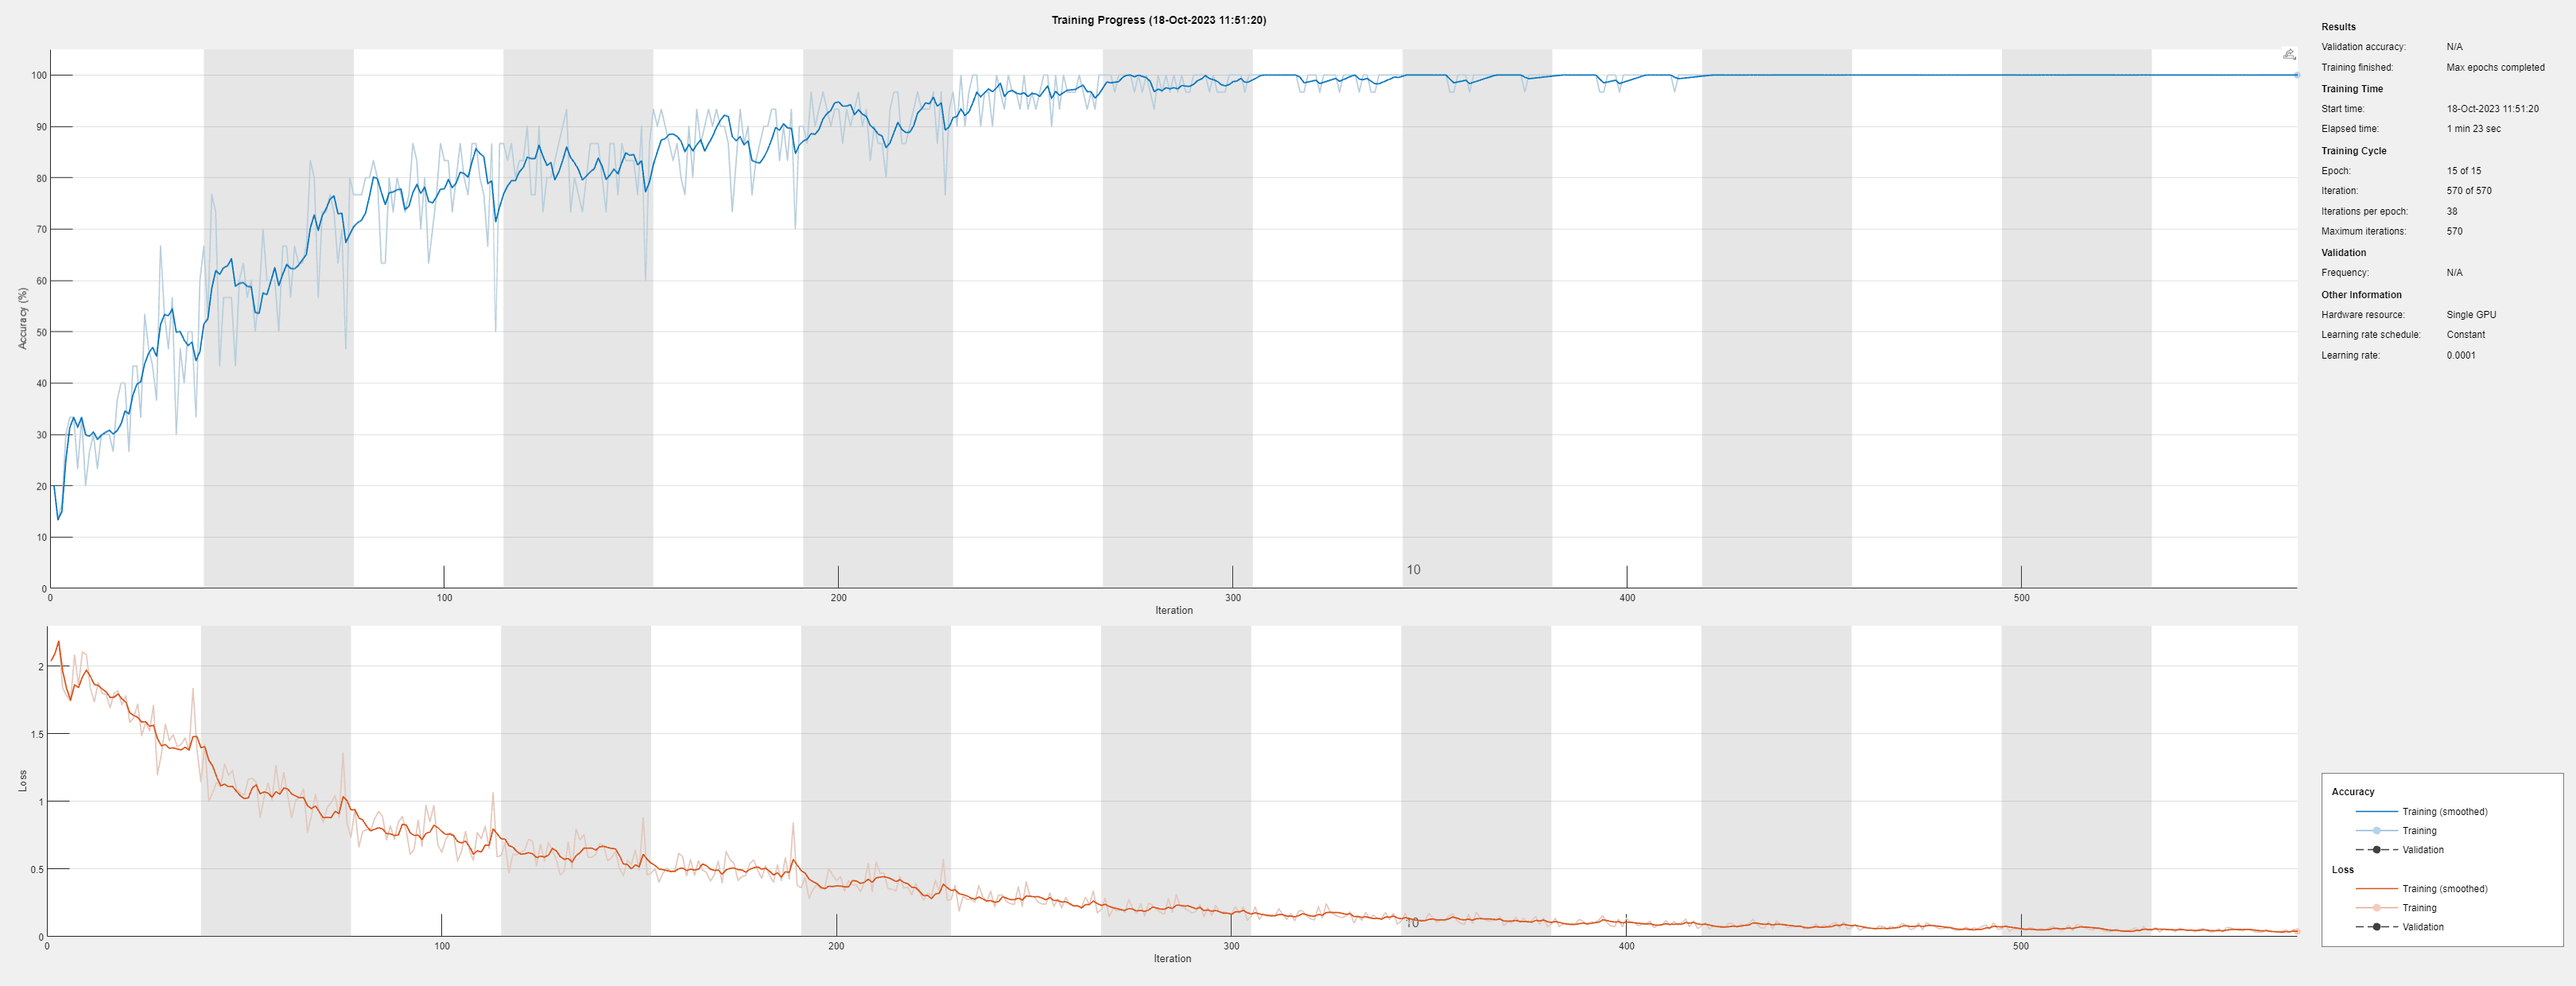 Training Progress (18-Oct-2023 11:51:20)
100
90
80
70
60
50
40
30
20
10
0
Accuracy (%)
10
0 100 200 300 400 500
Iteration
2
1.5
1
0.5
0
Loss
10
0 100 200 300 400 500
Iteration
Results
Validation accuracy: N/A
Training finished: Max epochs completed
Training Time
Start time: 18-Oct-2023 11:51:20
Elapsed time: 1 min 23 sec
Training Cycle
Epoch: 15 of 15
Iteration: 570 of 570
Iterations per epoch: 38
Maximum iterations: 570
Validation
Frequency: N/A
Other Information
Hardware resource: Single GPU
Learning rate schedule: Constant
Learning rate: 0.0001
Accuracy
Training (smoothed)
Training
Validation
Loss
Training (smoothed)
Training
Validation